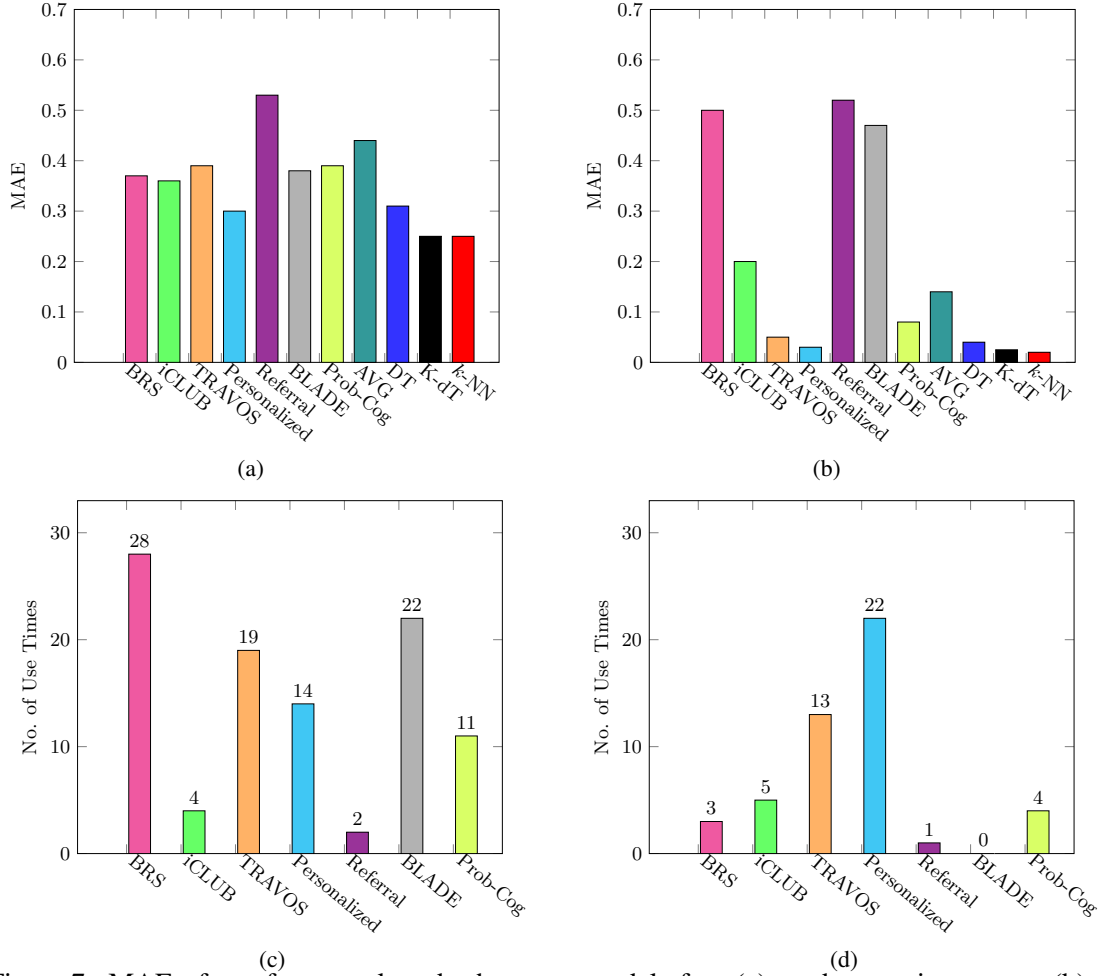 0.7
0.6
0.5
0.4
0.3
0.2
0.1
0
MAE
BRS
iCLUB
TRAVOS
Personalized
Referral
BLADE
Prob-Cog
AVG
DT
K-dT
k-NN
(a)
0.7
0.6
0.5
0.4
0.3
0.2
0.1
0
MAE
BRS
iCLUB
TRAVOS
Personalized
Referral
BLADE
Prob-Cog
AVG
DT
K-dT
k-NN
(b)
30
20
10
0
No. of Use Times
28
4
19
14
2
22
11
BRS
iCLUB
TRAVOS
Personalized
Referral
BLADE
Prob-Cog
(c)
30
20
10
0
No. of Use Times
3
5
13
22
1
0
4
BRS
iCLUB
TRAVOS
Personalized
Referral
BLADE
Prob-Cog
(d)